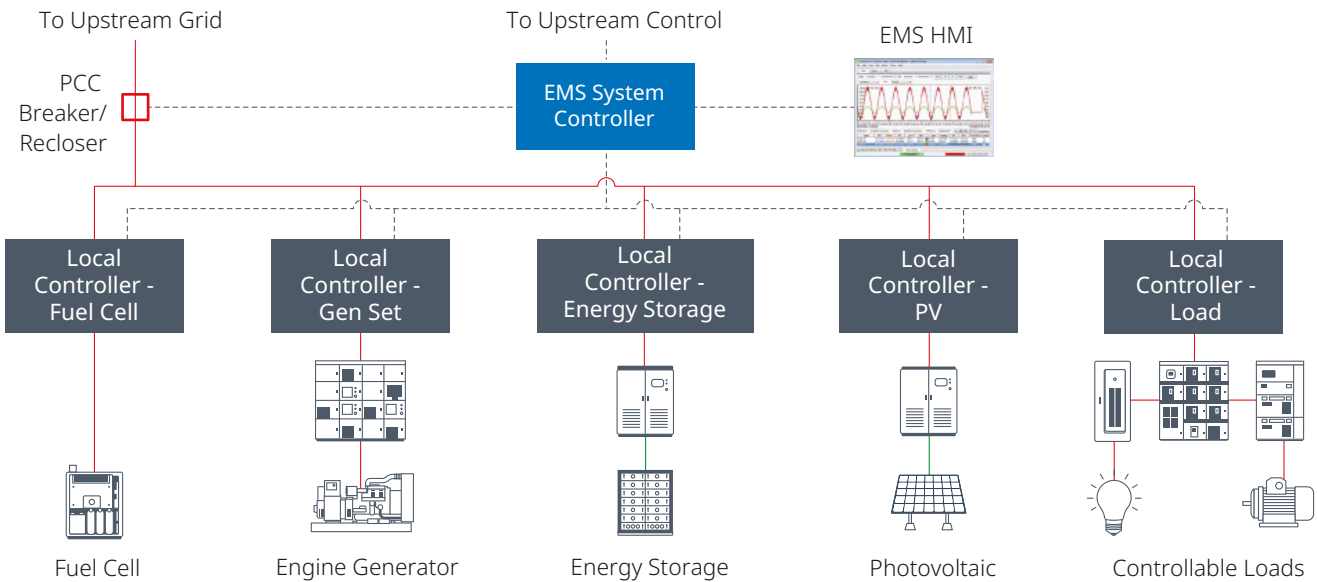 To Upstream Grid
To Upstream Control
EMS HMI
PCC
Breaker/
Recloser
EMS System
Controller
Local
Controller -
Fuel Cell
Local
Controller -
Gen Set
Local
Controller -
Energy Storage
Local
Controller -
PV
Local
Controller -
Load
Fuel Cell
Engine Generator
Energy Storage
Photovoltaic
Controllable Loads